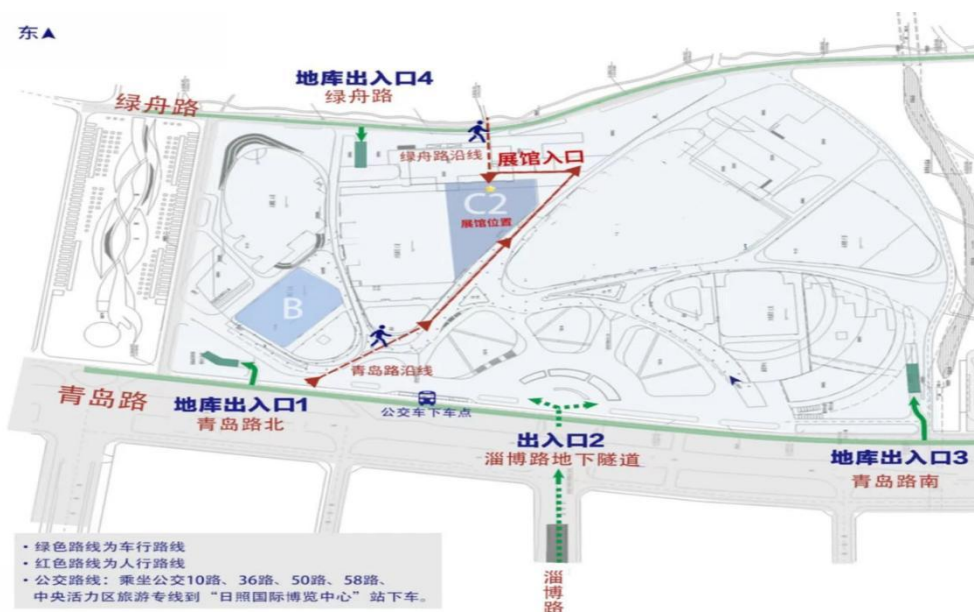 东▲
地库出入口4
绿舟路
绿舟路
绿舟路沿线
展馆入口
C2
展馆位置
B
青岛路沿线
青岛路
地库出入口1
青岛路北
公交车下车点
出入口2
淄博路地下隧道
地库出入口3
青岛路南
淄博路
• 绿色路线为车行路线
• 红色路线为人行路线
• 公交路线：乘坐公交10路、36路、50路、58路、
中央活力区旅游专线到“日照国际博览中心”站下车。